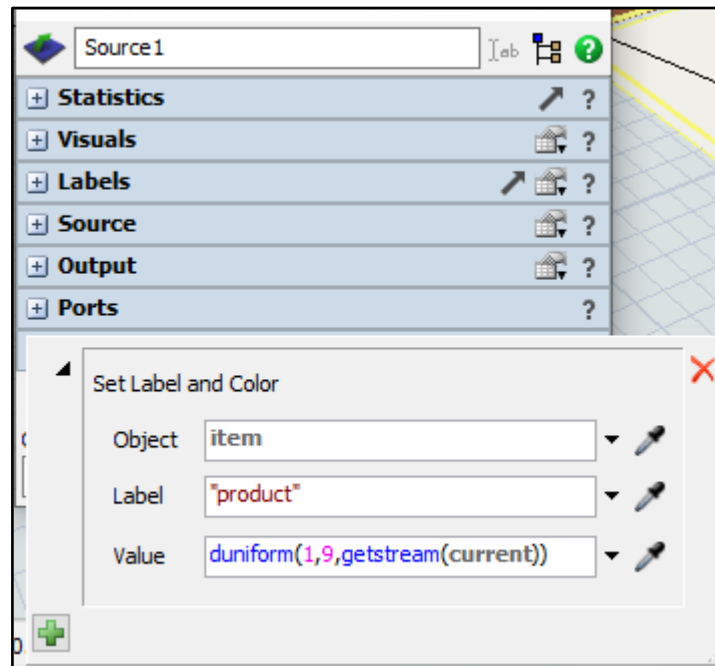 Source1
Statistics ?
Visuals ?
Labels ?
Source ?
Output ?
Ports ?
Set Label and Color
Object item
Label "product"
Value duniform(1,9,getstream(current))